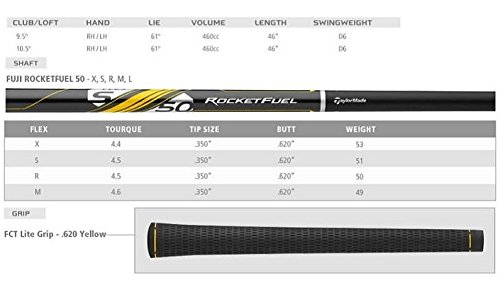 CLUB/LOFT HAND LIE VOLUME LENGTH SWINGWEIGHT
9.5° RH / LH 61° 460cc 46" D6
10.5° RH / LH 61° 460cc 46" D6
SHAFT
FUJI ROCKETFUEL 50 - X, S, R, M, L
S 50 ROCKETFUEL TaylorMade
FLEX TOURQUE TIP SIZE BUTT WEIGHT
X 4.4 .350" .620" 53
S 4.5 .350" .620" 51
R 4.5 .350" .620" 50
M 4.6 .350" .620" 49
GRIP
FCT Lite Grip - .620 Yellow